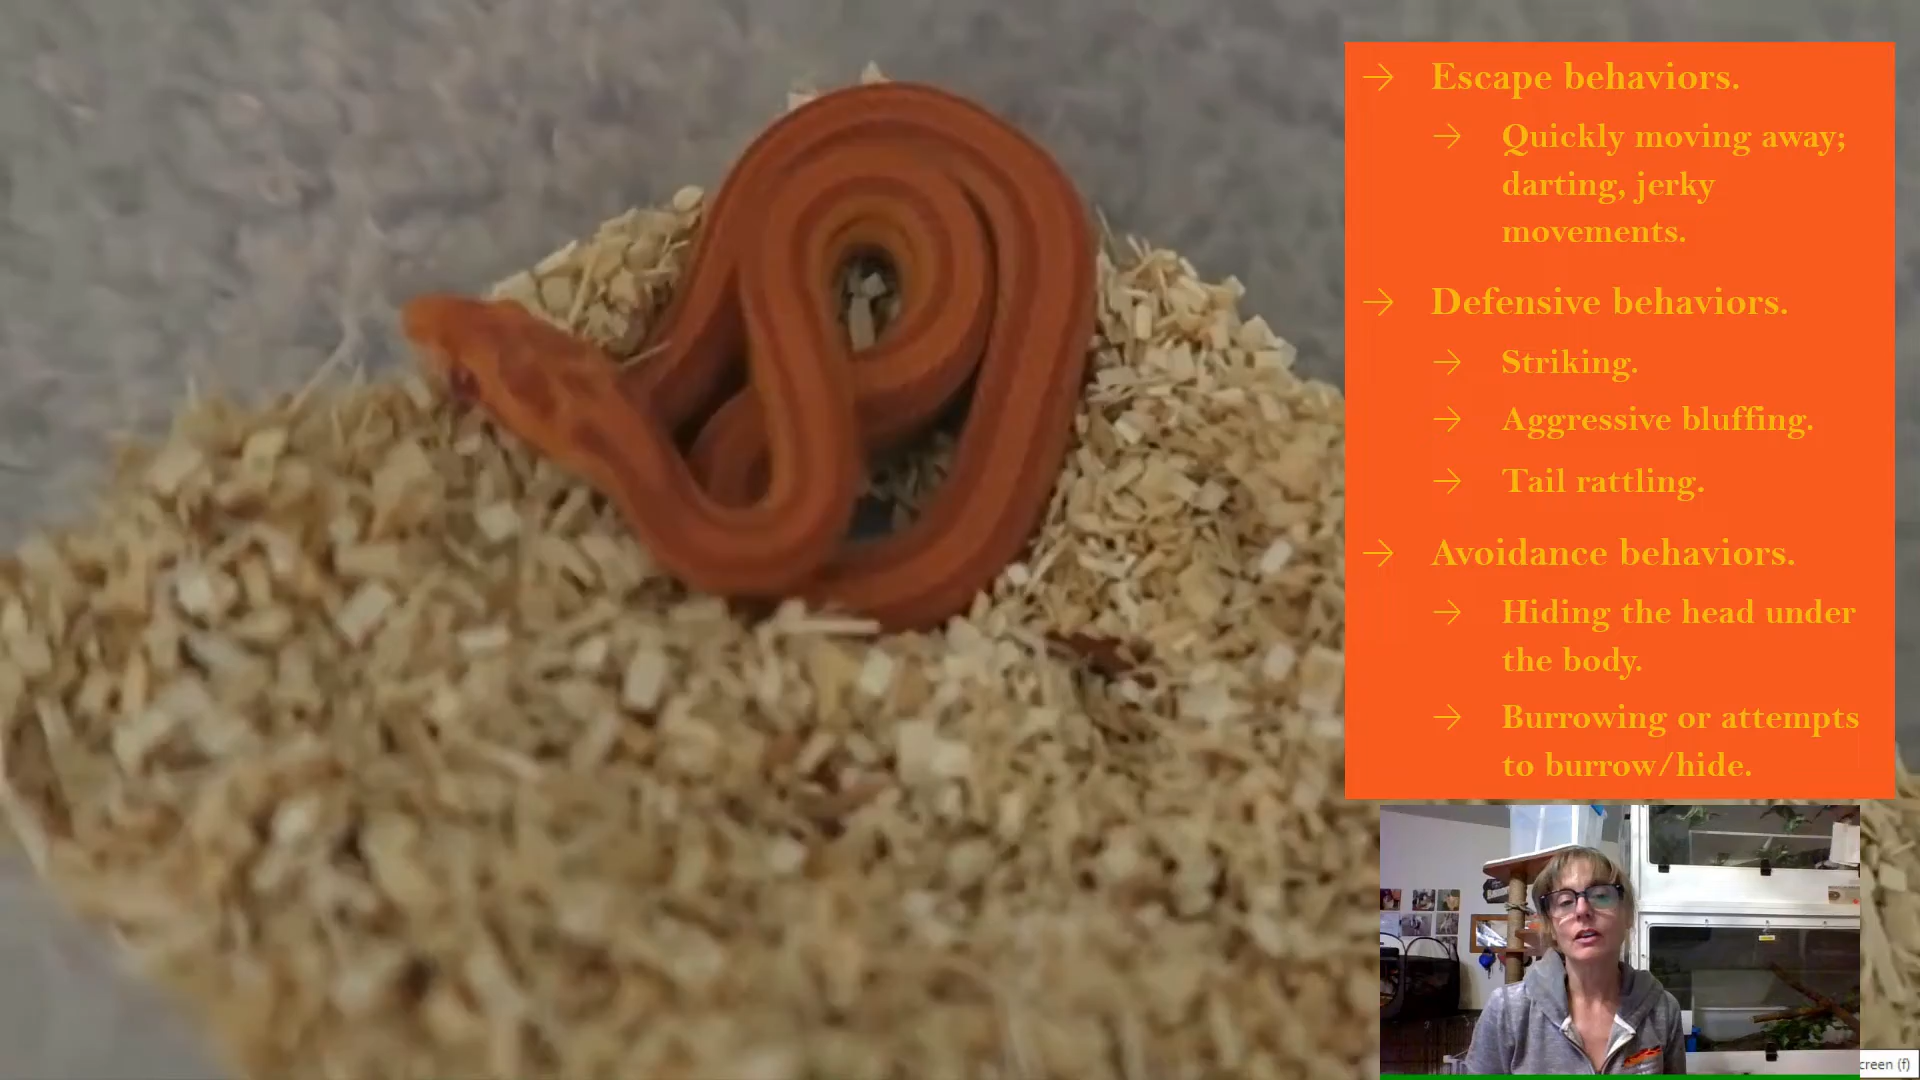 → Escape behaviors.
→ Quickly moving away;
darting, jerky
movements.
→ Defensive behaviors.
→ Striking.
→ Aggressive bluffing.
→ Tail rattling.
→ Avoidance behaviors.
→ Hiding the head under
the body.
→ Burrowing or attempts
to burrow/hide.
creen (f)